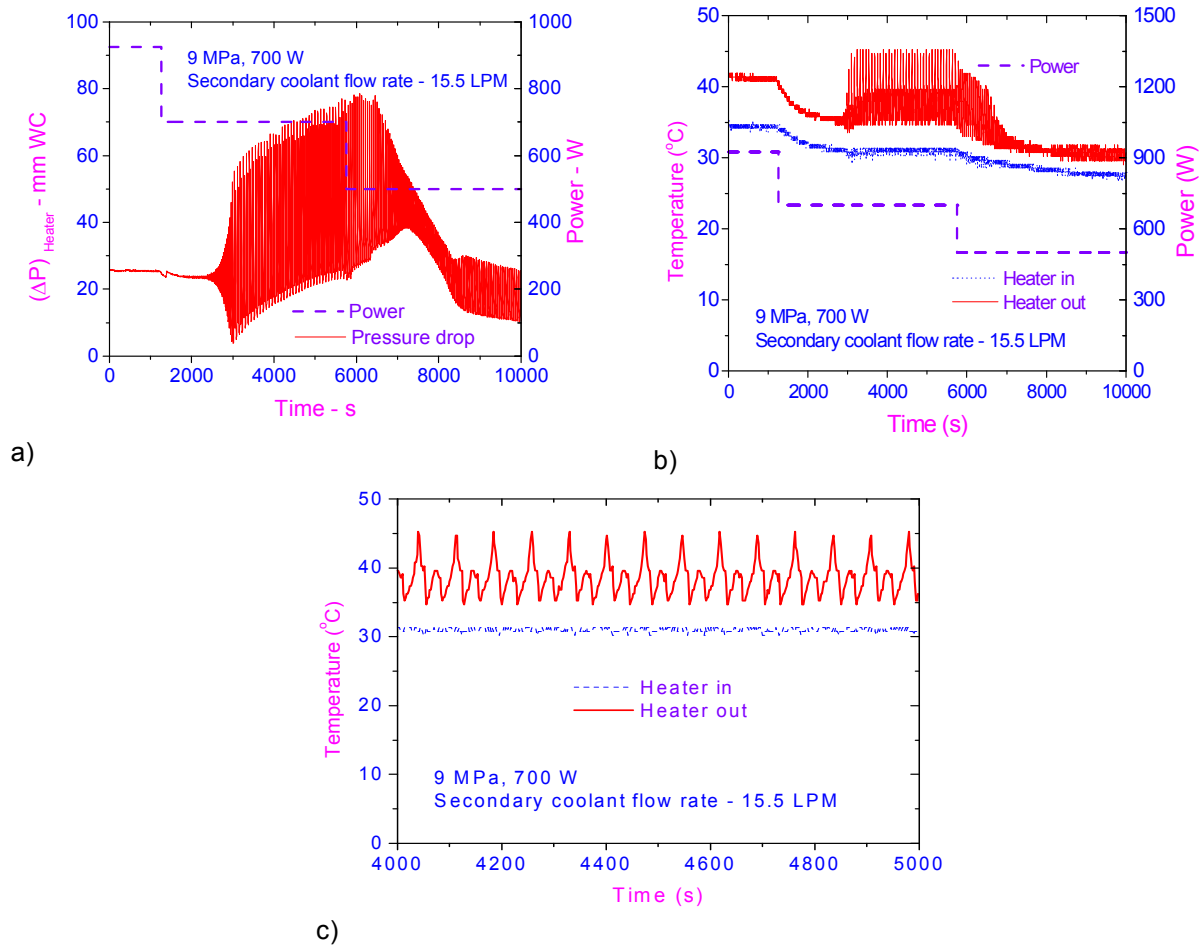 100
80
60
40
20
0
1000
800
600
400
200
0
0
2000
4000
6000
8000
10000
(ΔP) Heater - mm WC
Power - W
Time - s
9 MPa, 700 W
Secondary coolant flow rate - 15.5 LPM
Power
Pressure drop
a)
50
40
30
20
10
0
1500
1200
900
600
300
0
0
2000
4000
6000
8000
10000
Temperature (°C)
Power (W)
Time (s)
Power
Heater in
Heater out
9 MPa, 700 W
Secondary coolant flow rate - 15.5 LPM
b)
50
40
30
20
10
0
4000
4200
4400
4600
4800
5000
Temperature (°C)
Time (s)
Heater in
Heater out
9 MPa, 700 W
Secondary coolant flow rate - 15.5 LPM
c)